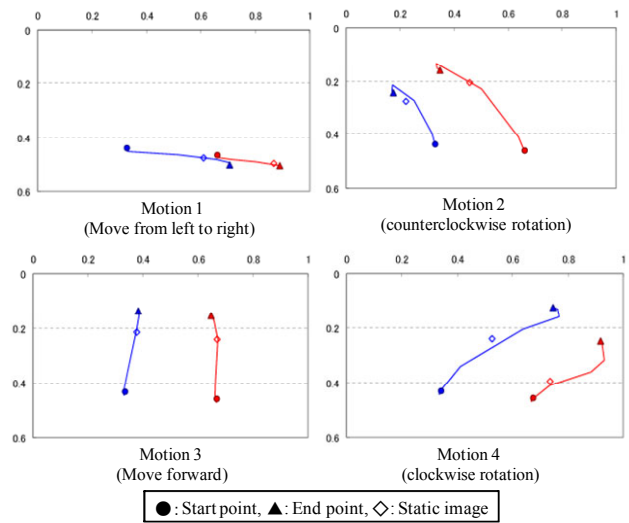 0 0.2 0.4 0.6 0.8 1
0
0.2
0.4
0.6
Motion 1
(Move from left to right)
0 0.2 0.4 0.6 0.8 1
0
0.2
0.4
0.6
Motion 2
(counterclockwise rotation)
0 0.2 0.4 0.6 0.8 1
0
0.2
0.4
0.6
Motion 3
(Move forward)
0 0.2 0.4 0.6 0.8 1
0
0.2
0.4
0.6
Motion 4
(clockwise rotation)
●: Start point, ▲: End point, ◇: Static image